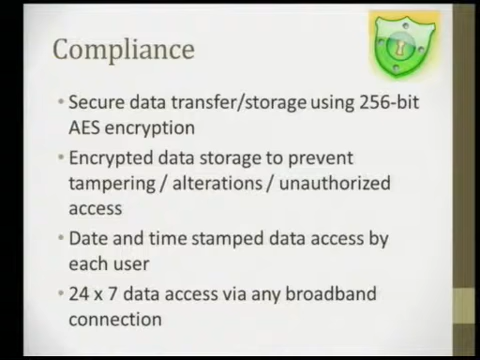 Compliance
• Secure data transfer/storage using 256-bit
AES encryption
• Encrypted data storage to prevent
tampering / alterations / unauthorized
access
• Date and time stamped data access by
each user
• 24 x 7 data access via any broadband
connection